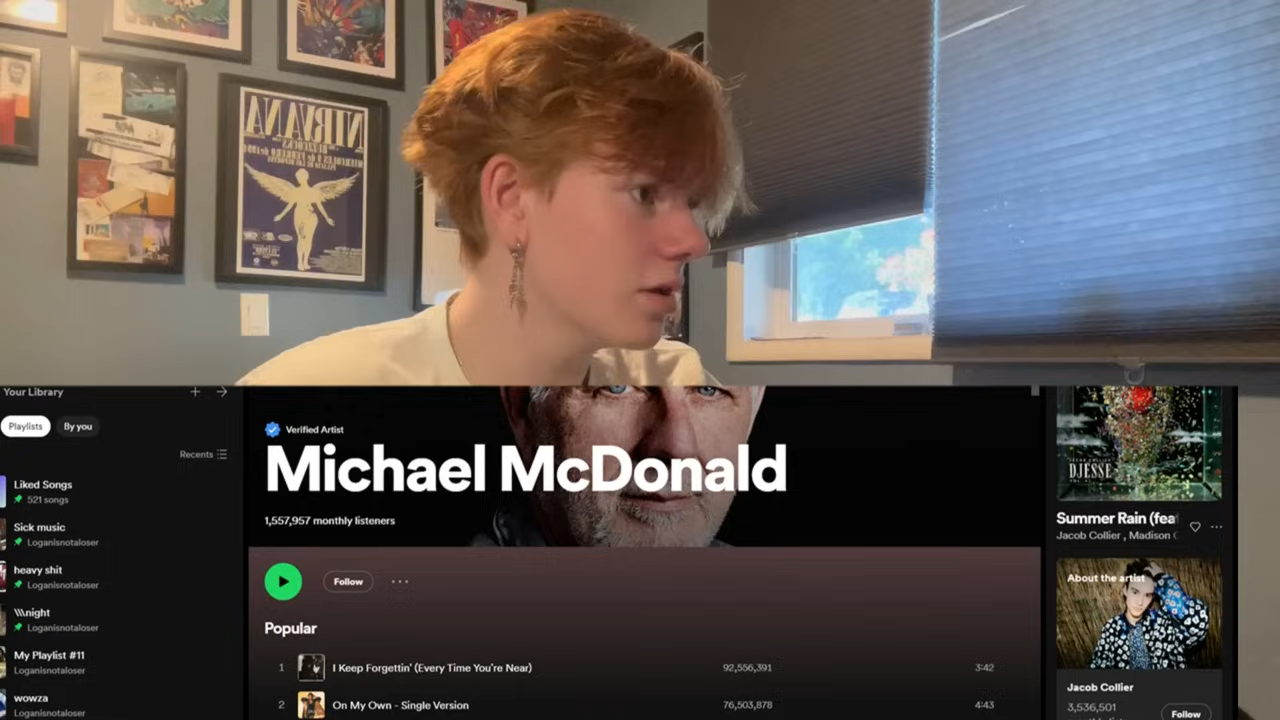 NIRVANA
BUZZCOCKS
Your Library
Playlists
By you
Recents
Liked Songs
521 songs
Sick music
Loganisnotaloser
heavy shit
Loganisnotaloser
\\\night
Loganisnotaloser
My Playlist #11
Loganisnotaloser
wowza
Loganisnotaloser
Verified Artist
Michael McDonald
1,557,957 monthly listeners
Follow
Popular
1 I Keep Forgettin' (Every Time You're Near) 92,556,391 3:42
2 On My Own - Single Version 76,503,878 4:43
DJESSE
Summer Rain (fea
Jacob Collier , Madison
About the artist
Jacob Collier
3,536,501
Follow